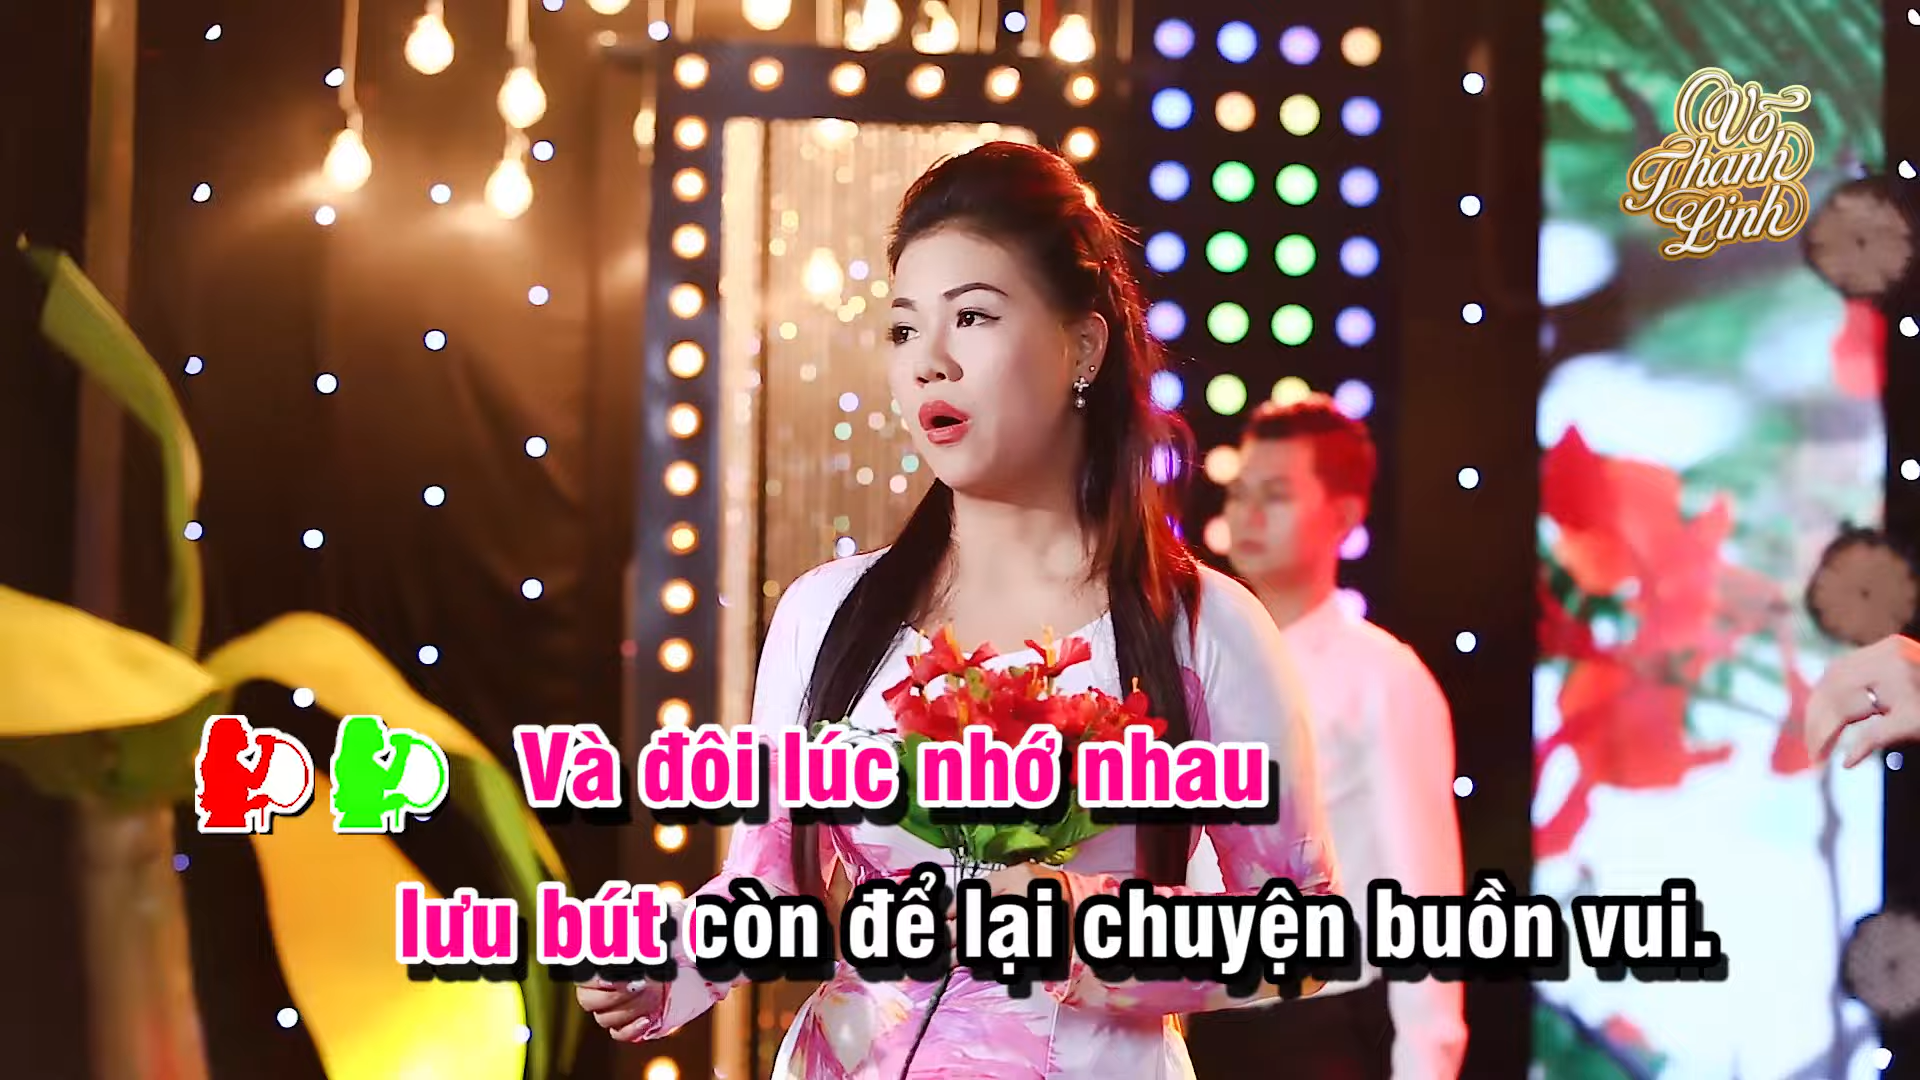 Võ
Thanh
Linh
Và đôi lúc nhớ nhau
lưu bút còn để lại chuyện buồn vui.